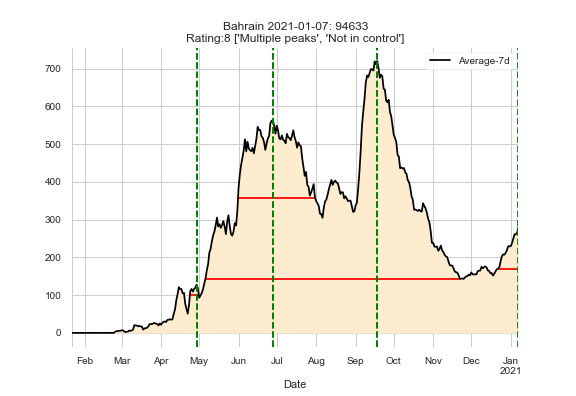 Bahrain 2021-01-07: 94633
Rating:8 ['Multiple peaks', 'Not in control']
Average-7d
700
600
500
400
300
200
100
0
Feb Mar Apr May Jun Jul Aug Sep Oct Nov Dec Jan
2021
Date